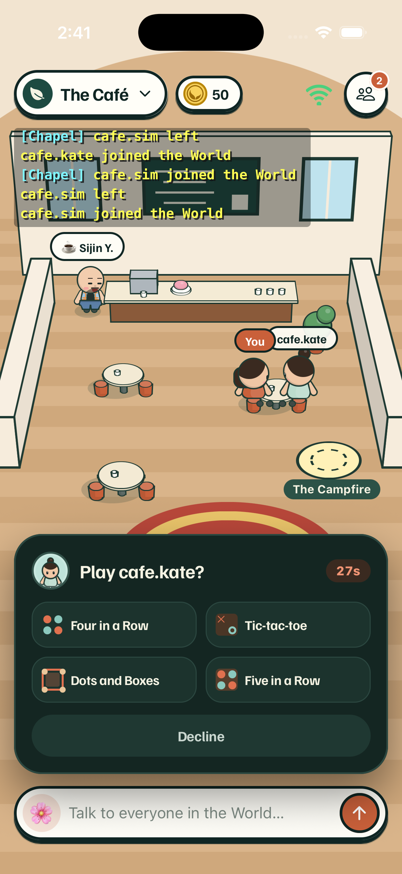 2:41
The Café
50
2
[Chapel] cafe.sim left
cafe.kate joined the World
[Chapel] cafe.sim joined the World
cafe.sim left
cafe.sim joined the World
Sijin Y.
You
cafe.kate
The Campfire
Play cafe.kate?
27s
Four in a Row
Tic-tac-toe
Dots and Boxes
Five in a Row
Decline
Talk to everyone in the World...